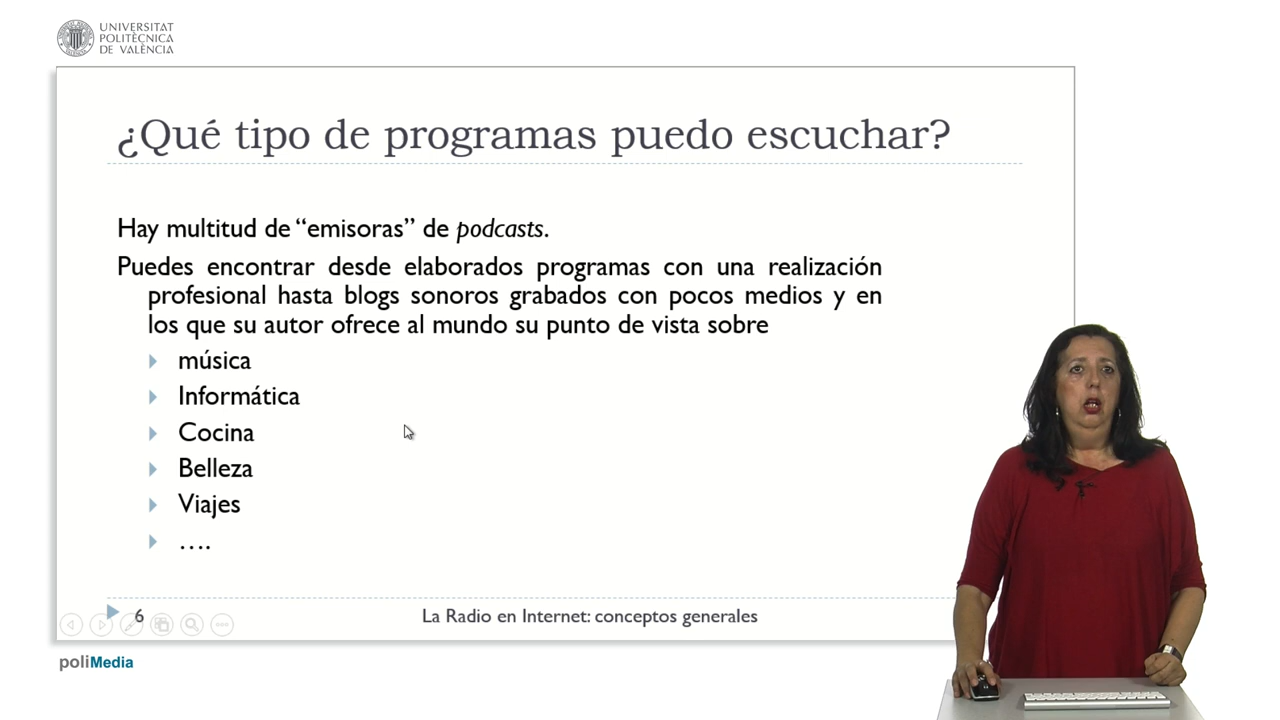 UNIVERSITAT
POLITÈCNICA
DE VALÈNCIA
¿Qué tipo de programas puedo escuchar?
Hay multitud de “emisoras” de podcasts.
Puedes encontrar desde elaborados programas con una realización
profesional hasta blogs sonoros grabados con pocos medios y en
los que su autor ofrece al mundo su punto de vista sobre
música
Informática
Cocina
Belleza
Viajes
….
6
La Radio en Internet: conceptos generales
poliMedia